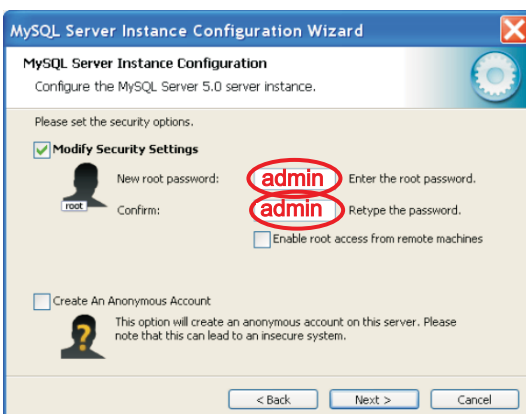 MySQL Server Instance Configuration Wizard
MySQL Server Instance Configuration
Configure the MySQL Server 5.0 server instance.
Please set the security options.
Modify Security Settings
root
New root password: admin Enter the root password.
Confirm: admin Retype the password.
Enable root access from remote machines
Create An Anonymous Account
This option will create an anonymous account on this server. Please
note that this can lead to an insecure system.
< Back Next > Cancel